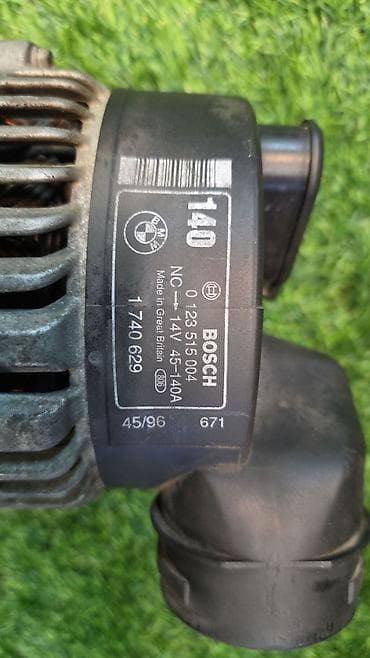 140
BMW
BOSCH
0 123 515 004
NC→ 14V 45-140A
Made in Great Britain 806
1 740 629
45/96 671